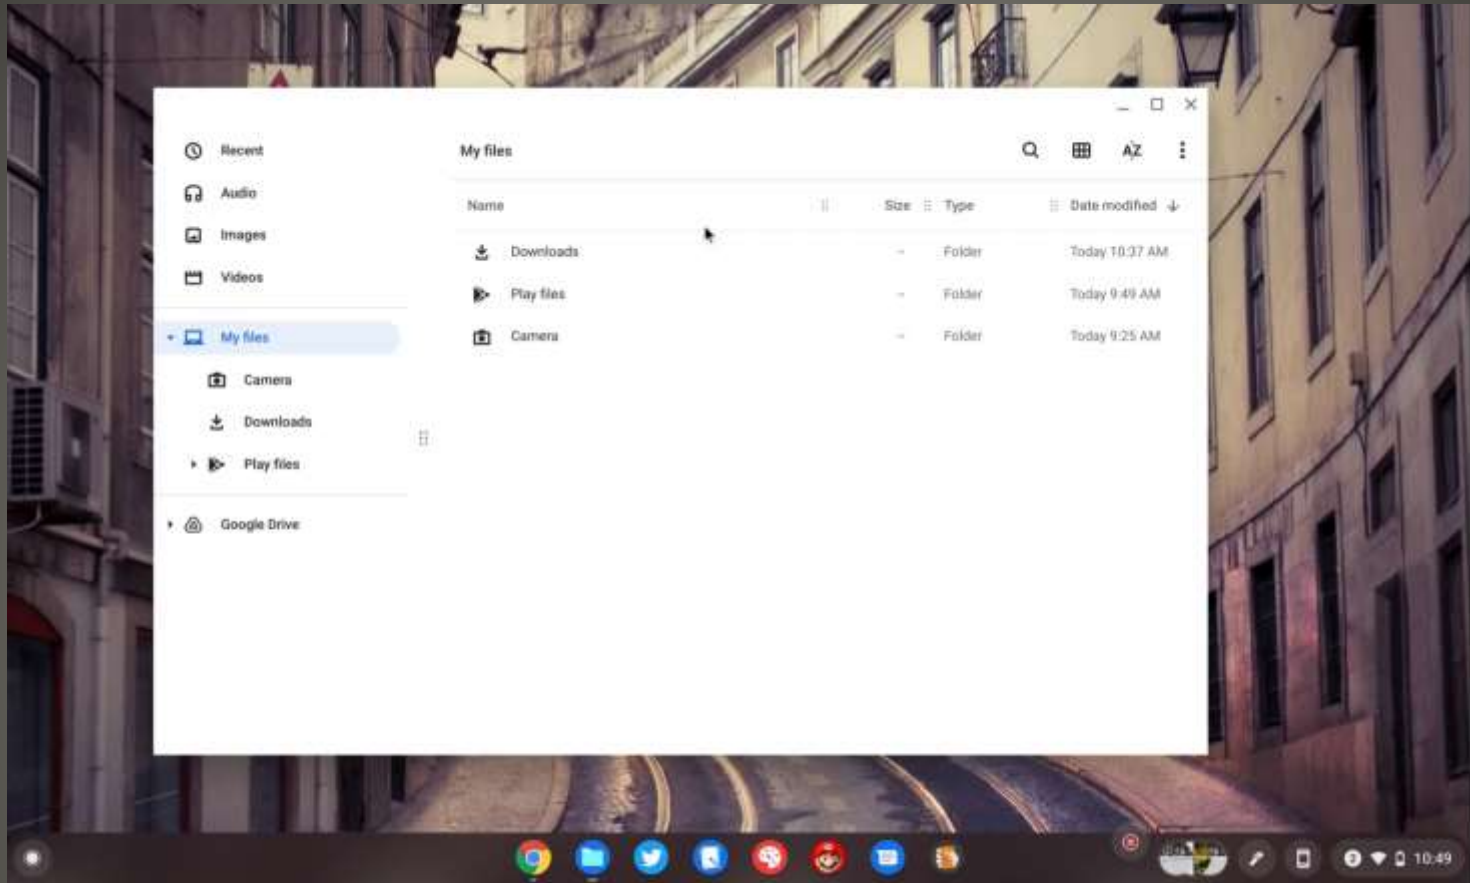 Recent
Audio
Images
Videos
My files
Camera
Downloads
Play files
Google Drive
My files
AZ
Name Size Type Date modified
Downloads -- Folder Today 10:37 AM
Play files -- Folder Today 9:49 AM
Camera -- Folder Today 9:25 AM
10:49